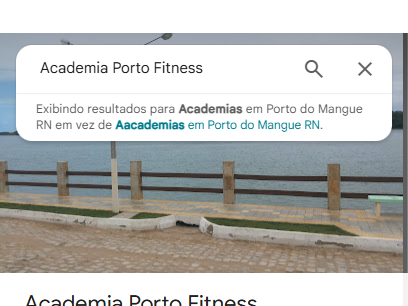 Academia Porto Fitness
Exibindo resultados para Academias em Porto do Mangue
RN em vez de Aacademias em Porto do Mangue RN.
Academia Porto Fitness